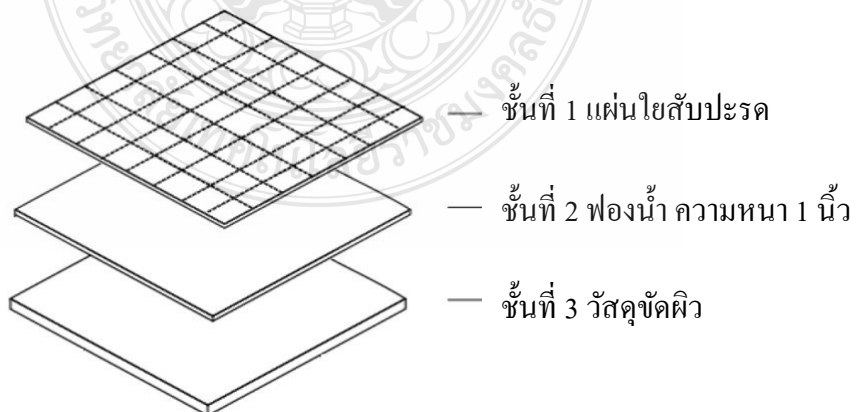 ชั้นที่ 1 แผ่นใยสับปะรด
ชั้นที่ 2 ฟองน้ำ ความหนา 1 นิ้ว
ชั้นที่ 3 วัสดุขัดผิว